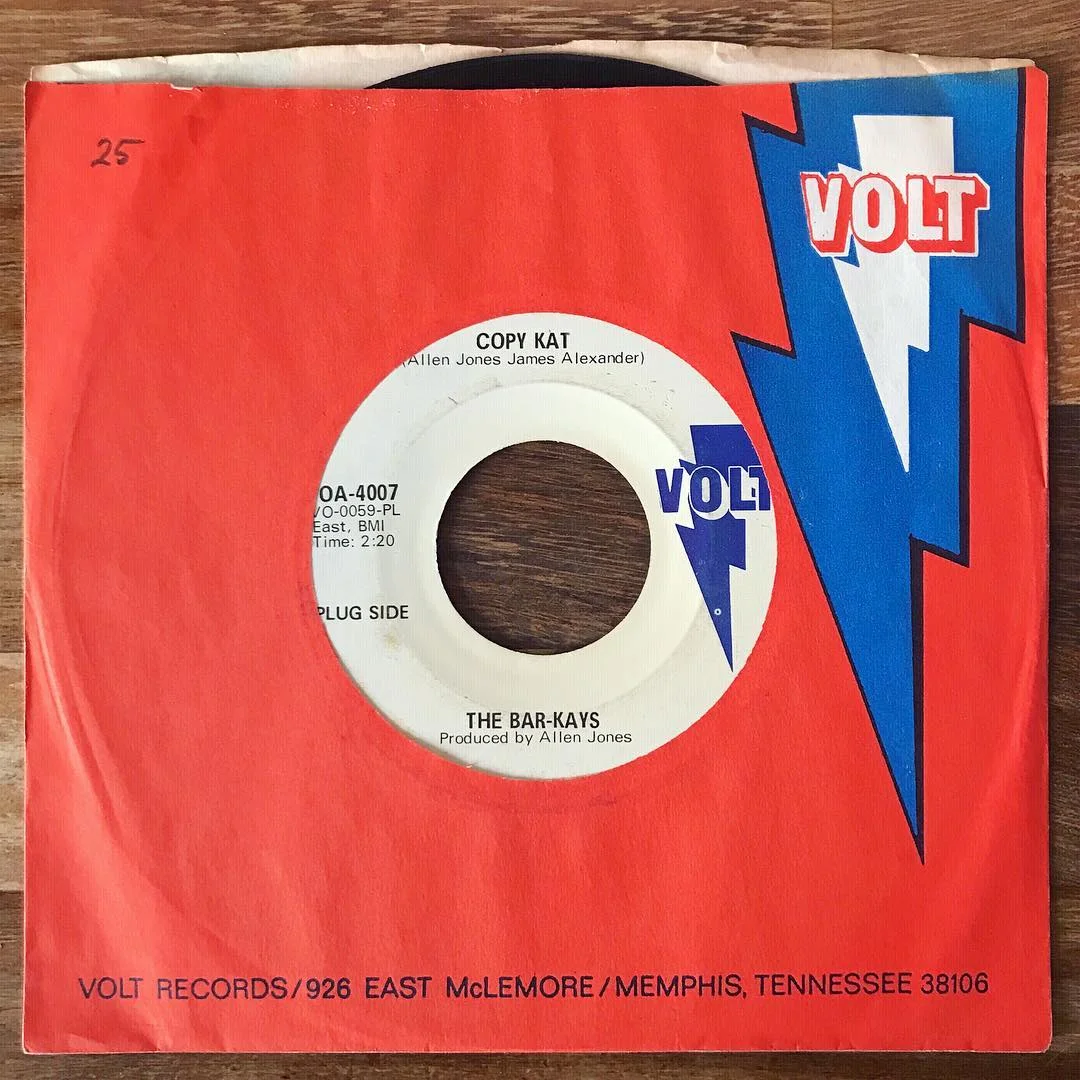 25
VOLT
COPY KAT
(Allen Jones James Alexander)
OA-4007
VO-0059-PL
East, BMI
Time: 2:20
VOLT
PLUG SIDE
THE BAR-KAYS
Produced by Allen Jones
VOLT RECORDS/926 EAST McLEMORE/MEMPHIS, TENNESSEE 38106